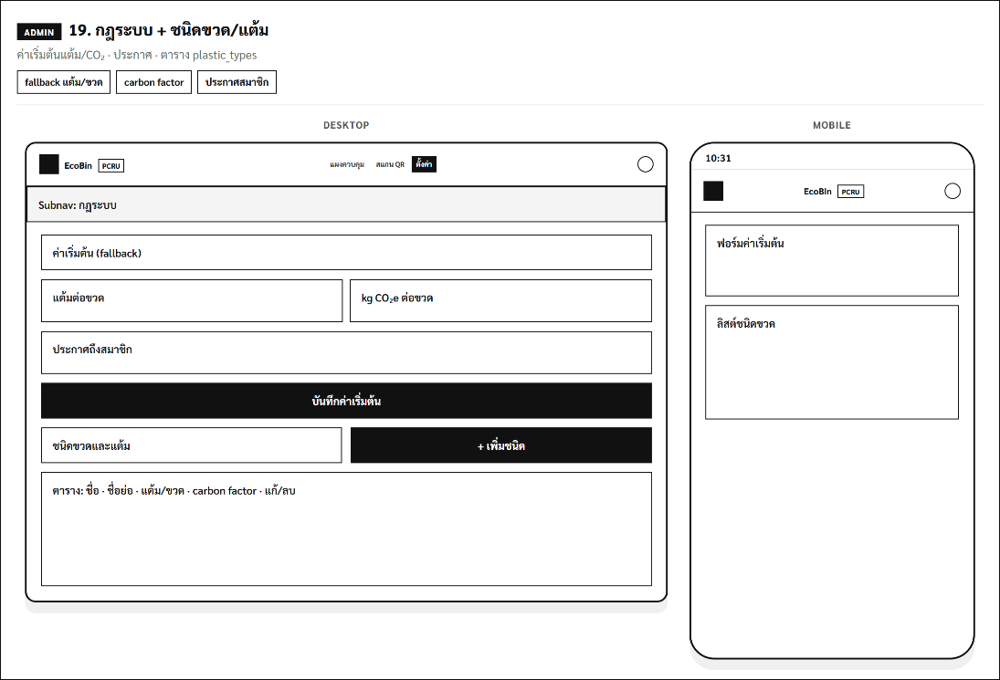 ADMIN 19. กฎระบบ + ชนิดขวด/แต้ม
ค่าเริ่มต้นแต้ม/CO₂ · ประกาศ · ตาราง plastic_types
fallback แต้ม/ขวด carbon factor ประกาศสมาชิก
DESKTOP
EcoBin PCRU แผงควบคุม สแกน QR ตั้งค่า
Subnav: กฎระบบ
ค่าเริ่มต้น (fallback)
แต้มต่อขวด kg CO₂e ต่อขวด
ประกาศถึงสมาชิก
บันทึกค่าเริ่มต้น
ชนิดขวดและแต้ม + เพิ่มชนิด
ตาราง: ชื่อ · ชื่อย่อ · แต้ม/ขวด · carbon factor · แก้/ลบ
MOBILE
10:31
EcoBin PCRU
ฟอร์มค่าเริ่มต้น
ลิสต์ชนิดขวด